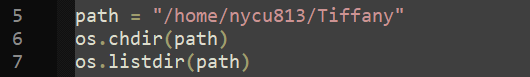 5 path = "/home/nycu813/Tiffany"
6 os.chdir(path)
7 os.listdir(path)